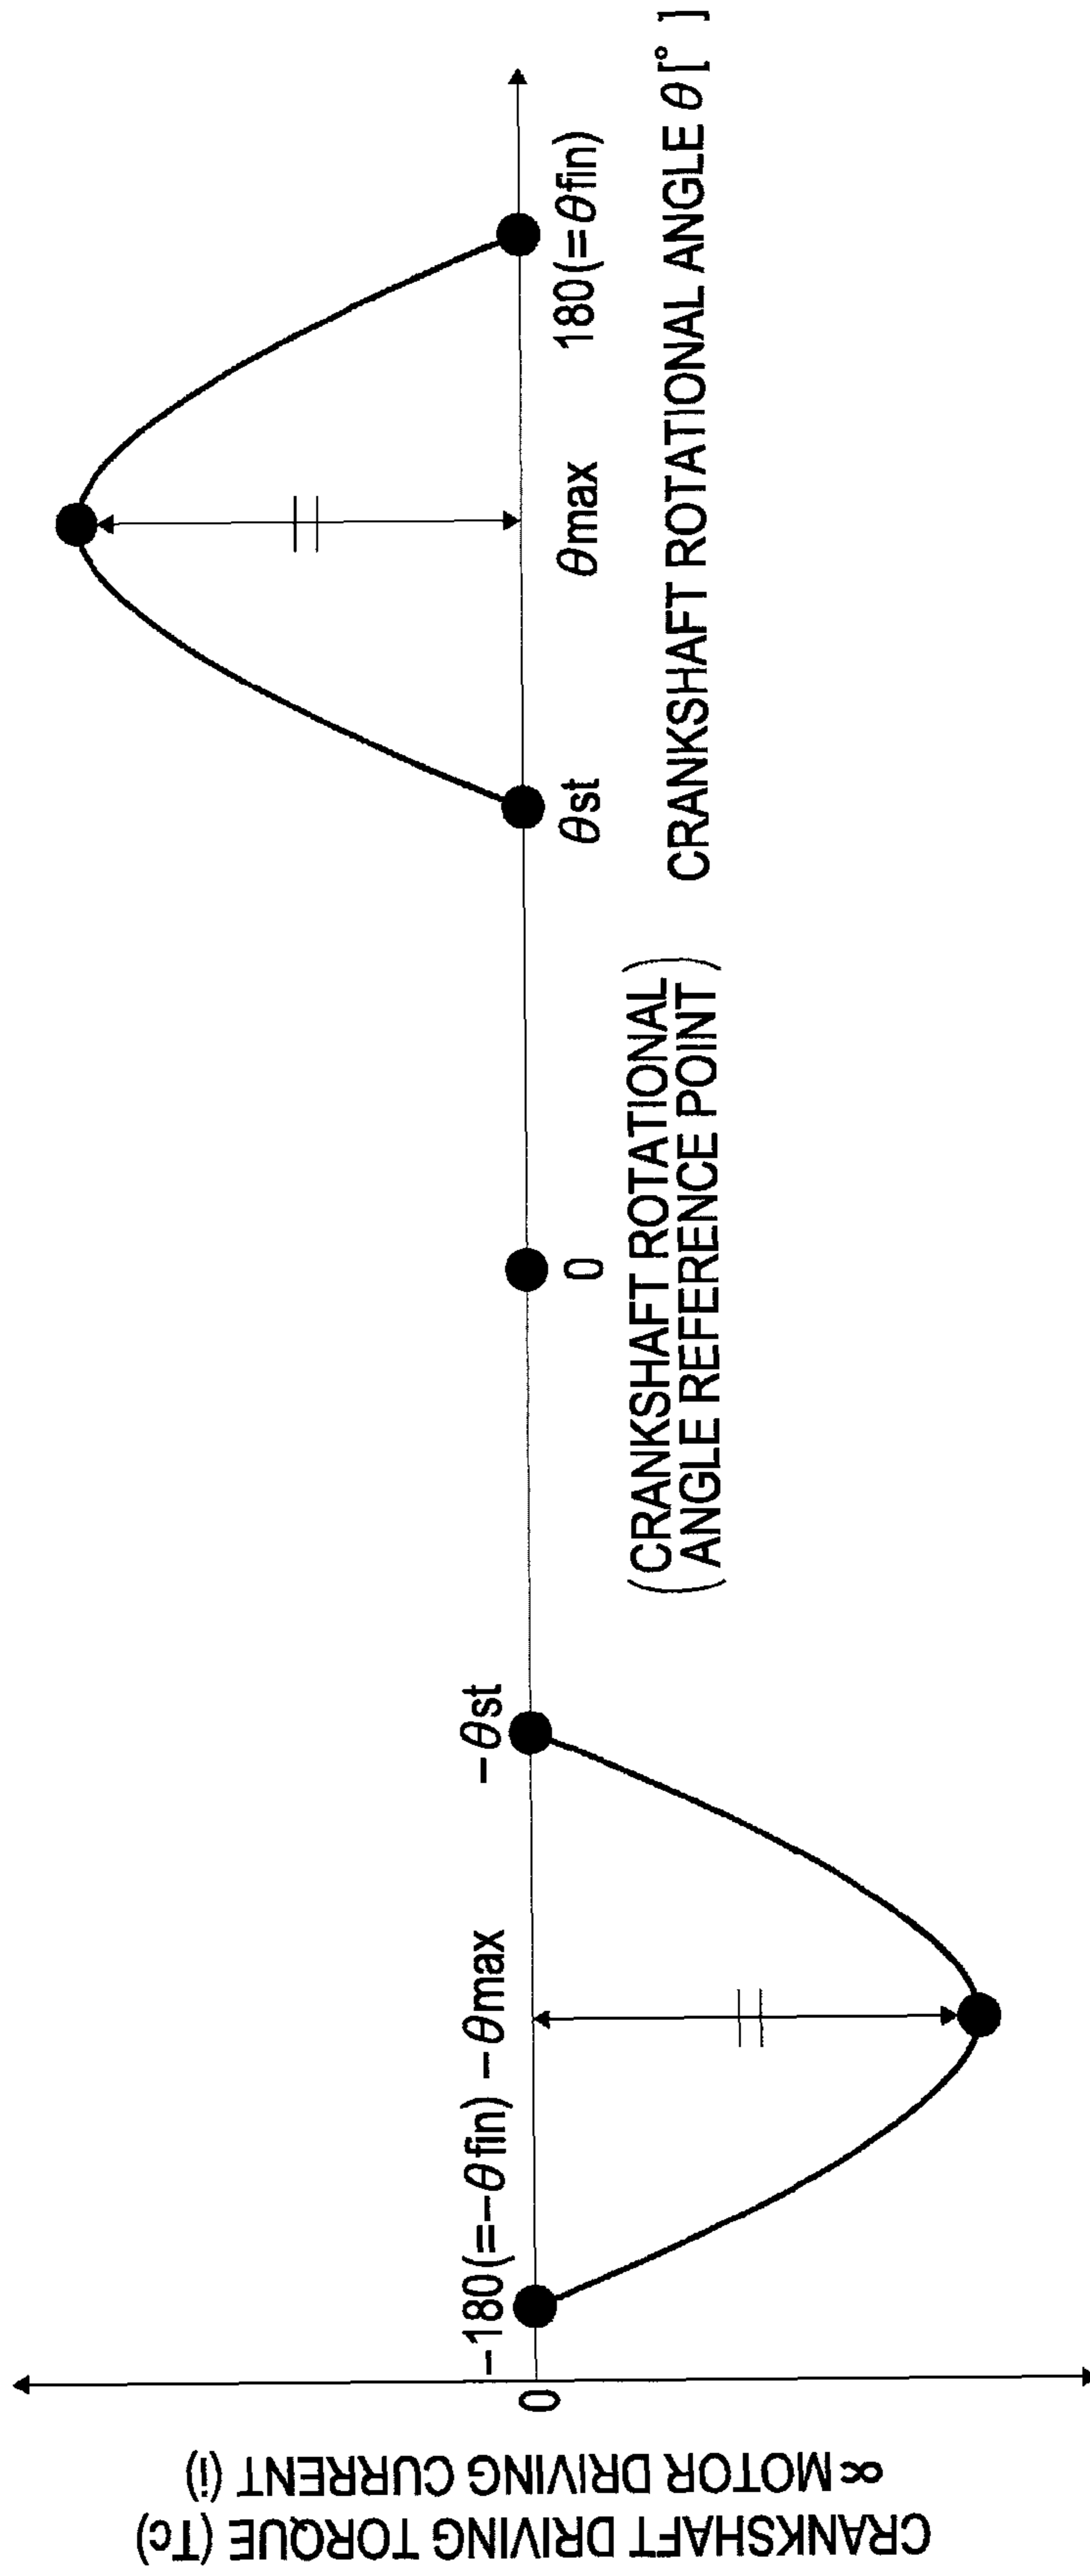 CRANKSHAFT DRIVING TORQUE (Tc)
∝ MOTOR DRIVING CURRENT (i)
0
−180(=−θfin)
−θmax
−θst
0
(CRANKSHAFT ROTATIONAL
ANGLE REFERENCE POINT)
θst
θmax
180(=θfin)
CRANKSHAFT ROTATIONAL ANGLE θ[° ]